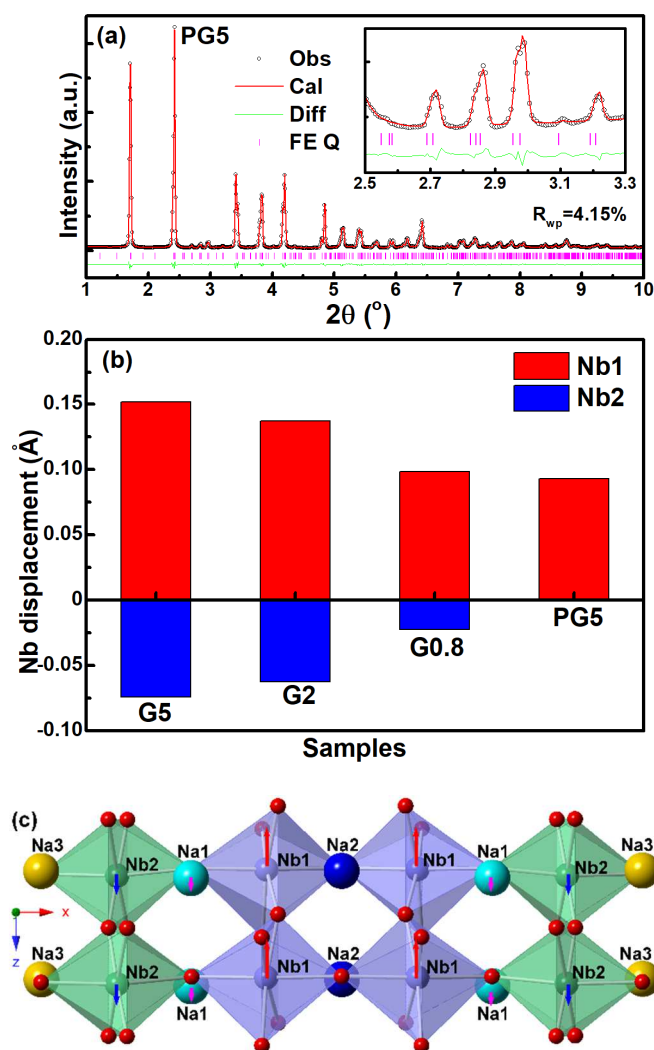 (a)
PG5
Obs
Cal
Diff
FE Q
Intensity (a.u.)
2.5 2.7 2.9 3.1 3.3
R_wp=4.15%
1 2 3 4 5 6 7 8 9 10
2θ (°)
(b)
Nb1
Nb2
0.20
0.15
0.10
0.05
0
-0.05
-0.10
Nb displacement (Å)
G5 G2 G0.8 PG5
Samples
(c)
Na3 Nb2 Na1 Nb1 Na2 Nb1 Na1 Nb2 Na3
x
z
Na3 Nb2 Na1 Nb1 Na2 Nb1 Na1 Nb2 Na3